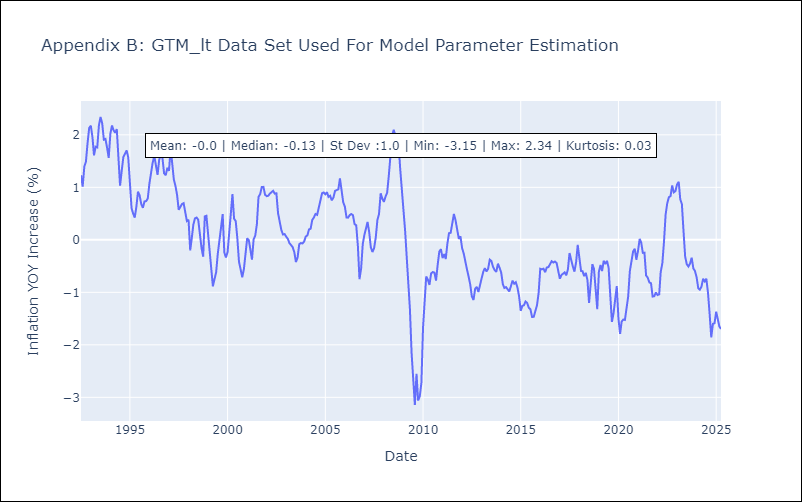 Appendix B: GTM_lt Data Set Used For Model Parameter Estimation
Mean: -0.0 | Median: -0.13 | St Dev :1.0 | Min: -3.15 | Max: 2.34 | Kurtosis: 0.03
Inflation YOY Increase (%)
2
1
0
−1
−2
−3
1995 2000 2005 2010 2015 2020 2025
Date